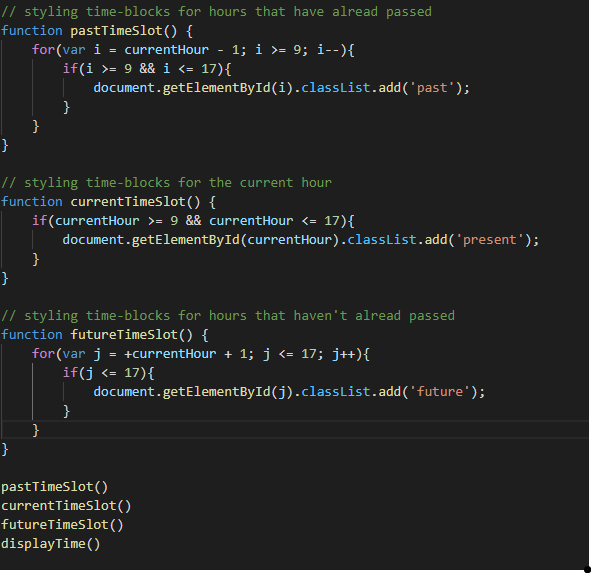 // styling time-blocks for hours that have alread passed
function pastTimeSlot() {
    for(var i = currentHour - 1; i >= 9; i--){
        if(i >= 9 && i <= 17){
            document.getElementById(i).classList.add('past');
        }
    }
}
// styling time-blocks for the current hour
function currentTimeSlot() {
    if(currentHour >= 9 && currentHour <= 17){
        document.getElementById(currentHour).classList.add('present');
    }
}
// styling time-blocks for hours that haven't alread passed
function futureTimeSlot() {
    for(var j = +currentHour + 1; j <= 17; j++){
        if(j <= 17){
            document.getElementById(j).classList.add('future');
        }
    }
}
pastTimeSlot()
currentTimeSlot()
futureTimeSlot()
displayTime()